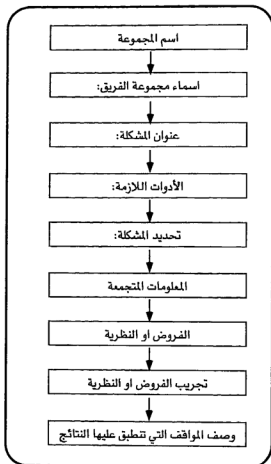 اسم المجموعة
اسماء مجموعة الفريق:
عنوان المشكلة:
الأدوات اللازمة:
تحديد المشكلة:
المعلومات المتجمعة
الفروض او النظرية
تجريب الفروض او النظرية
وصف المواقف التي تنطبق عليها النتائج